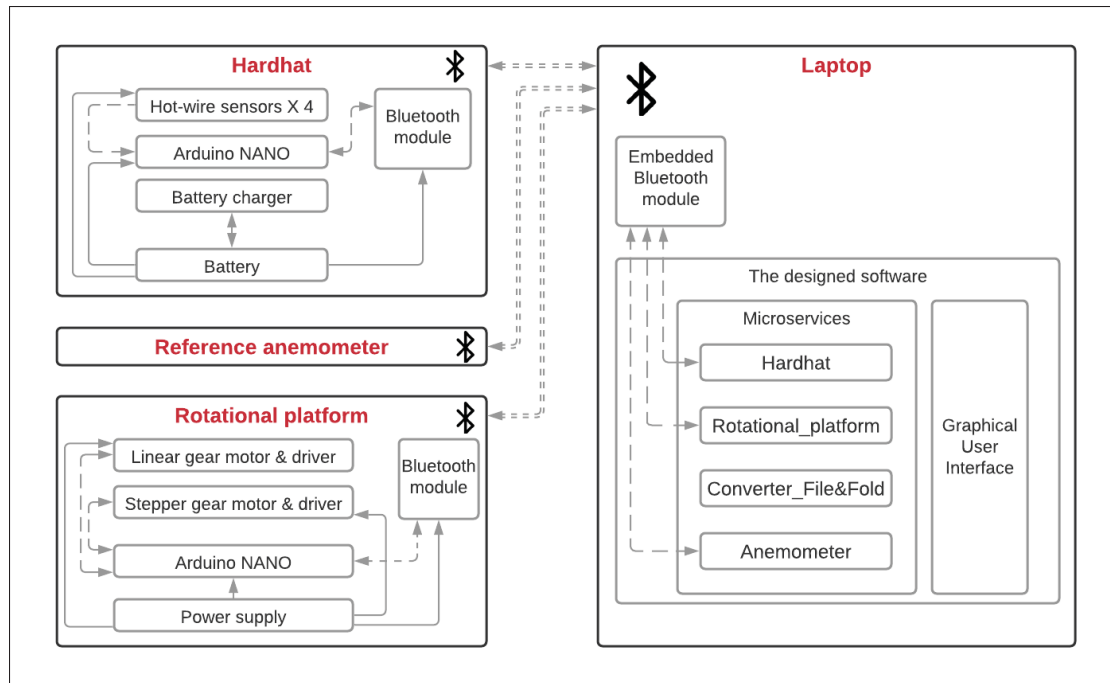 Hardhat
Hot-wire sensors X 4
Arduino NANO
Battery charger
Battery
Bluetooth
module
Reference anemometer
Rotational platform
Linear gear motor & driver
Stepper gear motor & driver
Arduino NANO
Power supply
Bluetooth
module
Laptop
Embedded
Bluetooth
module
The designed software
Microservices
Hardhat
Rotational_platform
Converter_File&Fold
Anemometer
Graphical
User
Interface